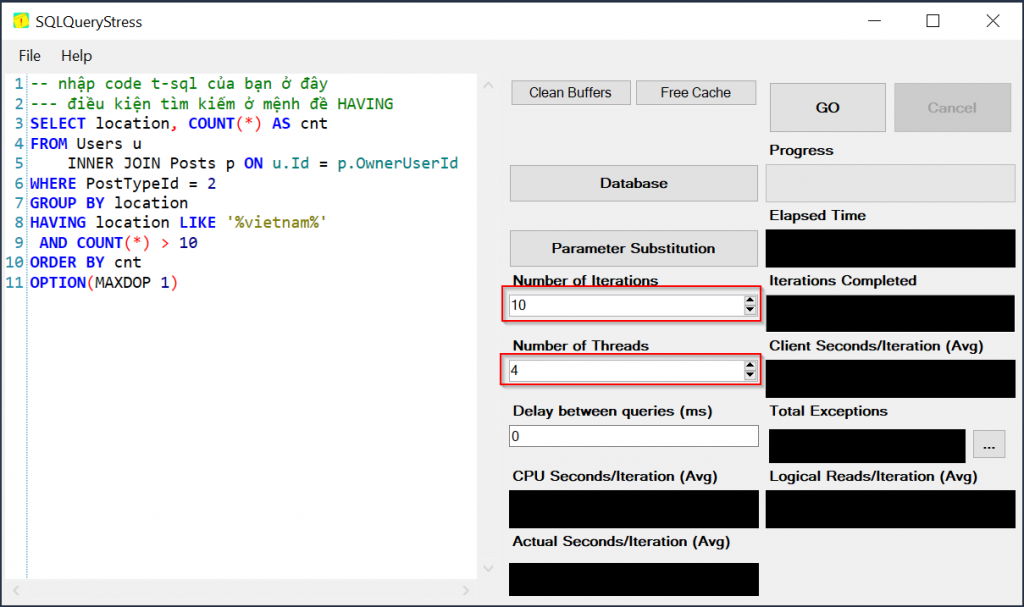 SQLQueryStress
File Help
1 -- nhập code t-sql của bạn ở đây
2 --- điều kiện tìm kiếm ở mệnh đề HAVING
3 SELECT location, COUNT(*) AS cnt
4 FROM Users u
5 INNER JOIN Posts p ON u.Id = p.OwnerUserId
6 WHERE PostTypeId = 2
7 GROUP BY location
8 HAVING location LIKE '%vietnam%'
9 AND COUNT(*) > 10
10 ORDER BY cnt
11 OPTION(MAXDOP 1)
Clean Buffers
Free Cache
GO
Cancel
Progress
Database
Elapsed Time
Parameter Substitution
Number of Iterations
Iterations Completed
10
Number of Threads
Client Seconds/Iteration (Avg)
4
Delay between queries (ms)
Total Exceptions
0
...
CPU Seconds/Iteration (Avg)
Logical Reads/Iteration (Avg)
Actual Seconds/Iteration (Avg)